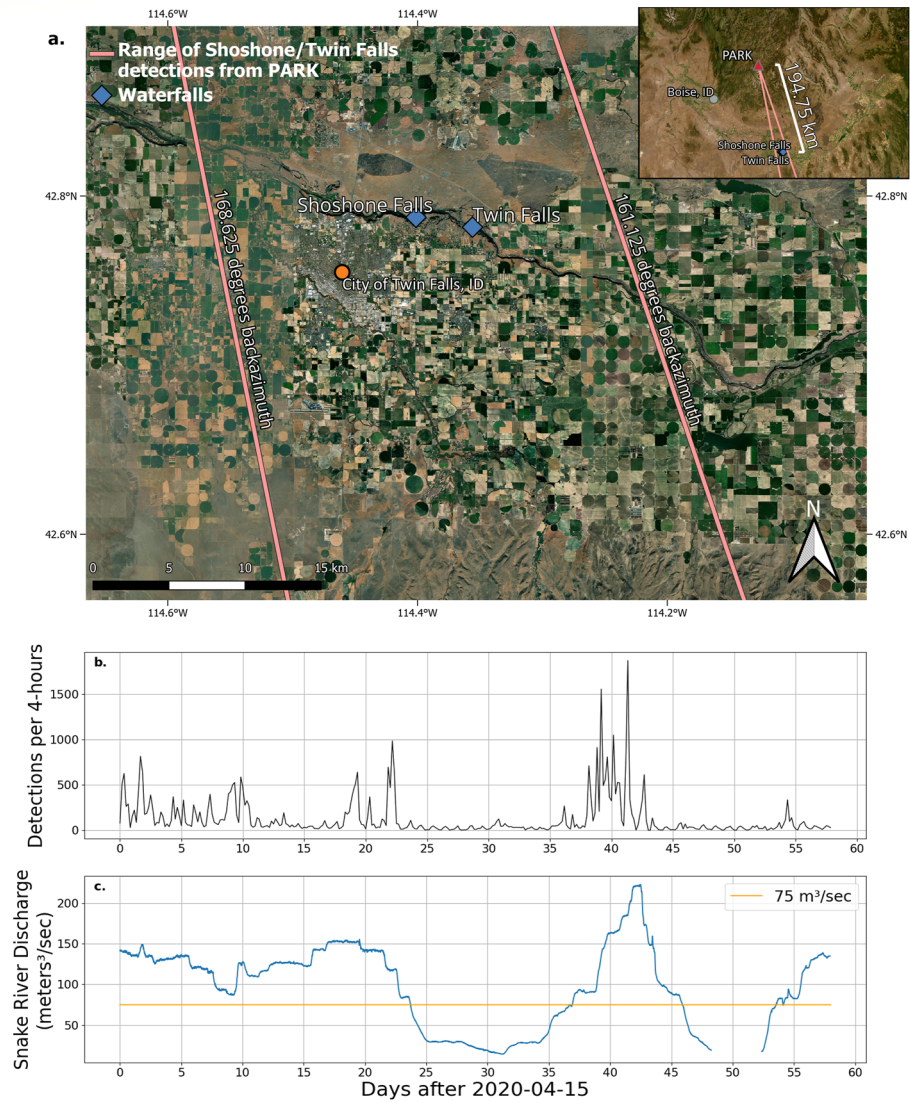 114.6°W
114.4°W
a.
Range of Shoshone/Twin Falls
detections from PARK
Waterfalls
PARK
Boise, ID
194.75 km
Shoshone Falls
Twin Falls
42.8°N
42.8°N
168.625 degrees backazimuth
Shoshone Falls
Twin Falls
161.125 degrees backazimuth
City of Twin Falls, ID
42.6°N
42.6°N
N
0
5
10
15 km
114.6°W
114.4°W
114.2°W
b.
Detections per 4-hours
1500
1000
500
0
0 5 10 15 20 25 30 35 40 45 50 55 60
c.
75 m³/sec
Snake River Discharge
(meters³/sec)
200
150
100
50
0 5 10 15 20 25 30 35 40 45 50 55 60
Days after 2020-04-15